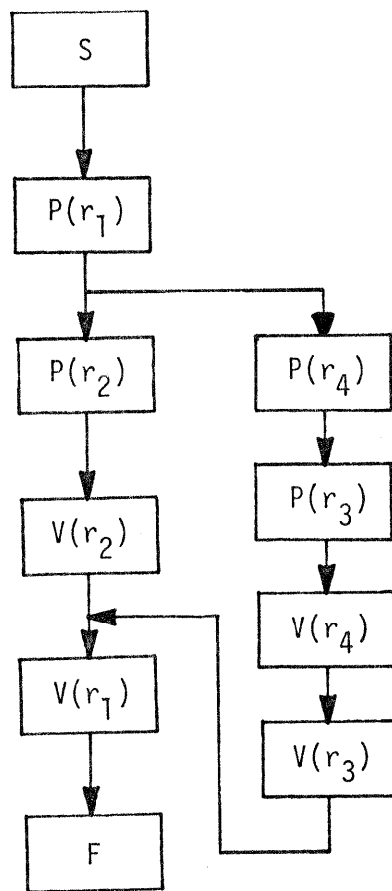 S
P(r₁)
P(r₂)
P(r₄)
P(r₃)
V(r₂)
V(r₄)
V(r₁)
V(r₃)
F